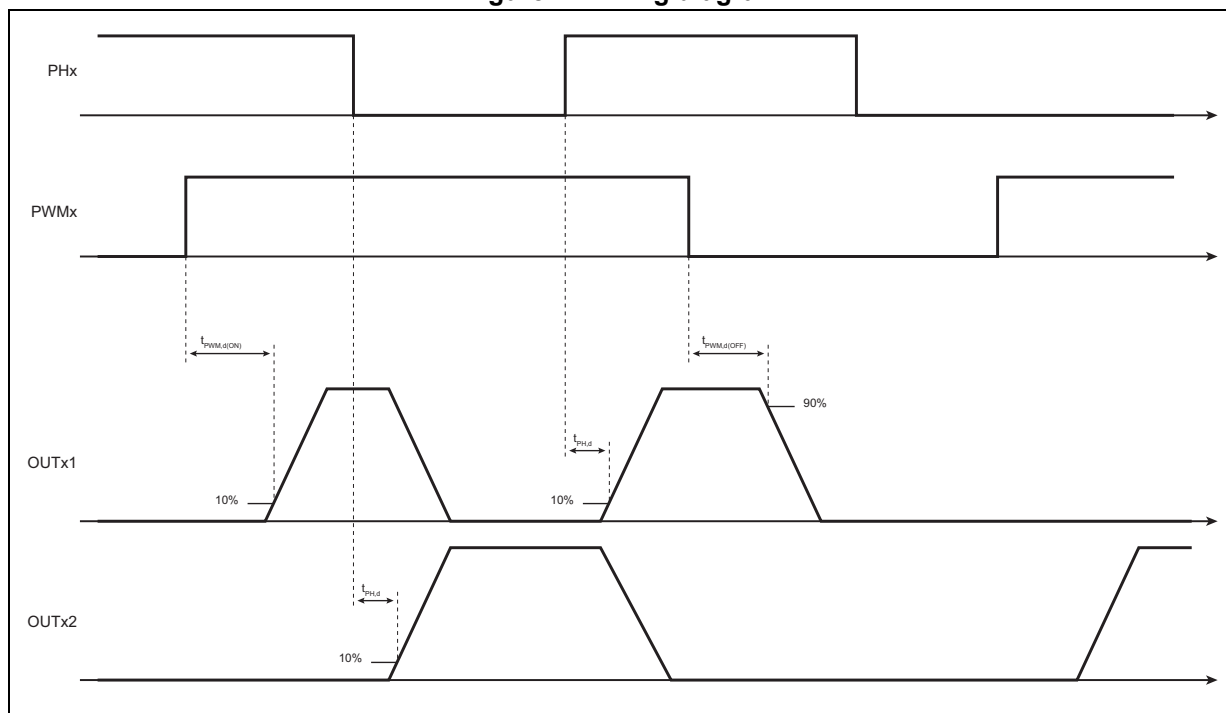 PHx
PWMx
tPWM,d(ON)
tPWM,d(OFF)
90%
OUTx1
tPH,d
10%
10%
tPH,d
OUTx2
10%